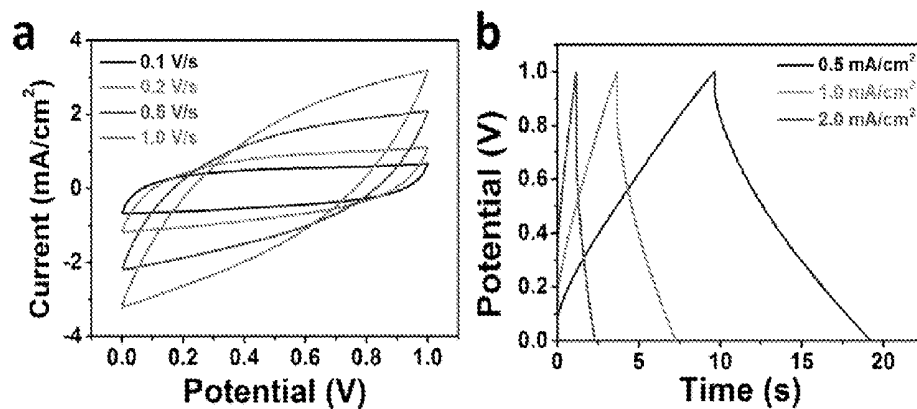 a
4
2
0
-2
-4
0.1 V/s
0.2 V/s
0.5 V/s
1.0 V/s
0.0 0.2 0.4 0.6 0.8 1.0
Potential (V)
Current (mA/cm²)
b
1.0
0.8
0.6
0.4
0.2
0.0
0.5 mA/cm²
1.0 mA/cm²
2.0 mA/cm²
0 5 10 15 20
Time (s)
Potential (V)